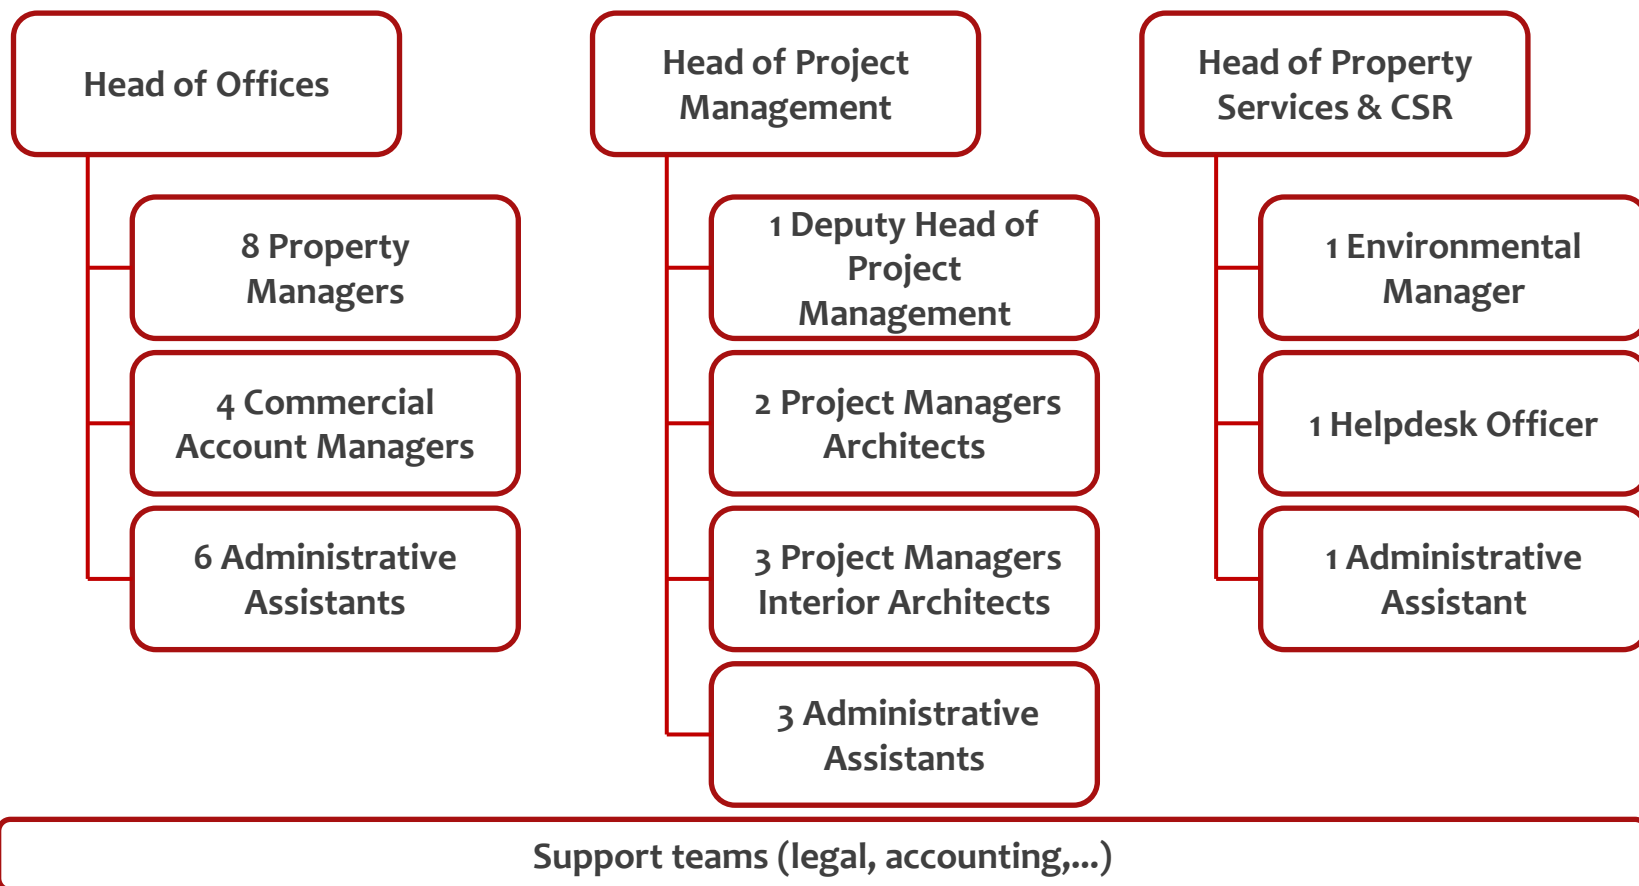 Head of Offices
8 Property
Managers
4 Commercial
Account Managers
6 Administrative
Assistants
Head of Project
Management
1 Deputy Head of
Project
Management
2 Project Managers
Architects
3 Project Managers
Interior Architects
3 Administrative
Assistants
Head of Property
Services & CSR
1 Environmental
Manager
1 Helpdesk Officer
1 Administrative
Assistant
Support teams (legal, accounting,...)